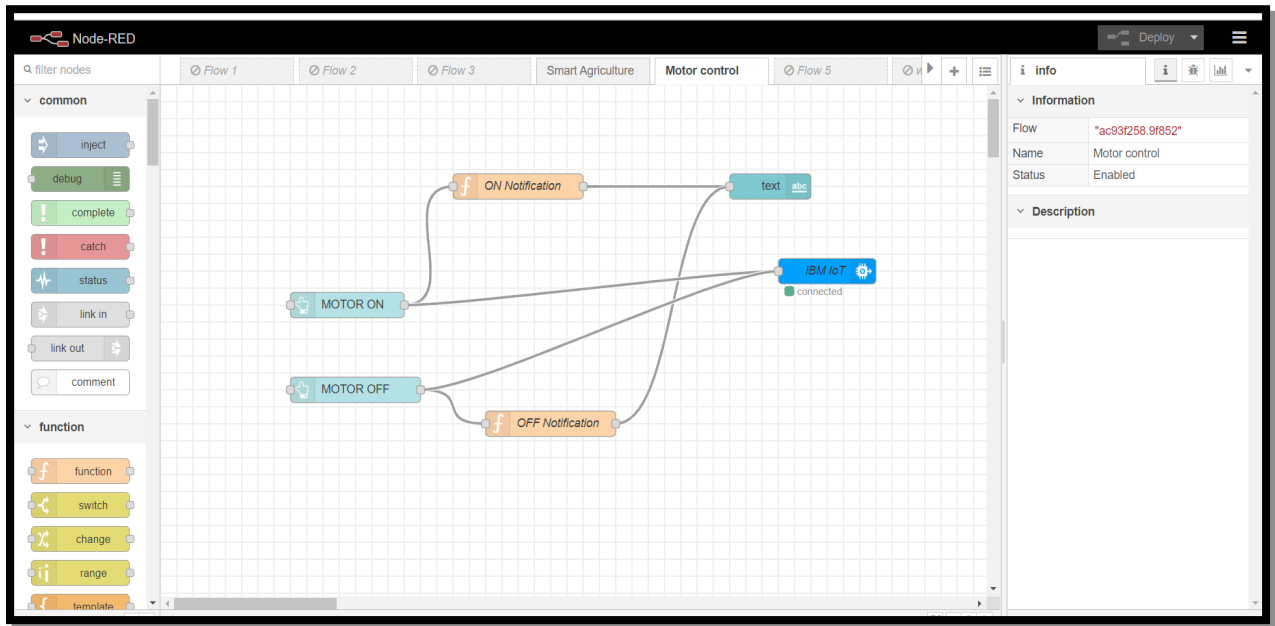 Node-RED
Deploy
filter nodes
Flow 1
Flow 2
Flow 3
Smart Agriculture
Motor control
Flow 5
info
common
inject
debug
complete
catch
status
link in
link out
comment
function
function
switch
change
range
template
ON Notification
text
abc
IBM IoT
connected
MOTOR ON
MOTOR OFF
OFF Notification
Information
Flow "ac93f258.9f852"
Name Motor control
Status Enabled
Description